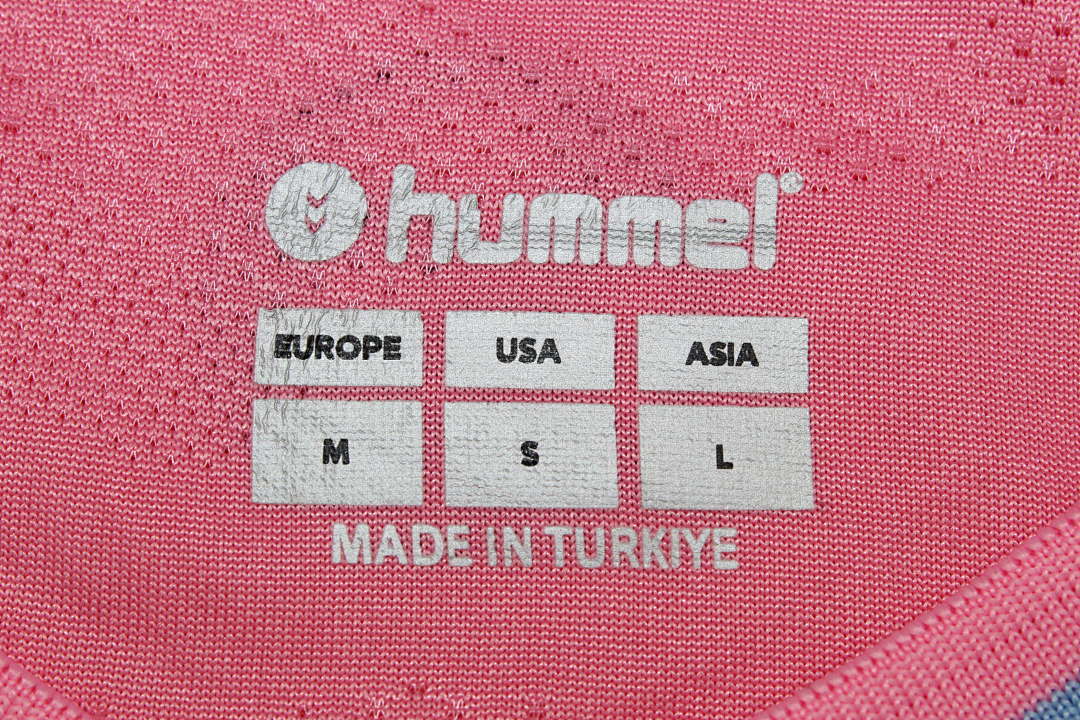 hummel®
EUROPE USA ASIA
M S L
MADE IN TURKIYE